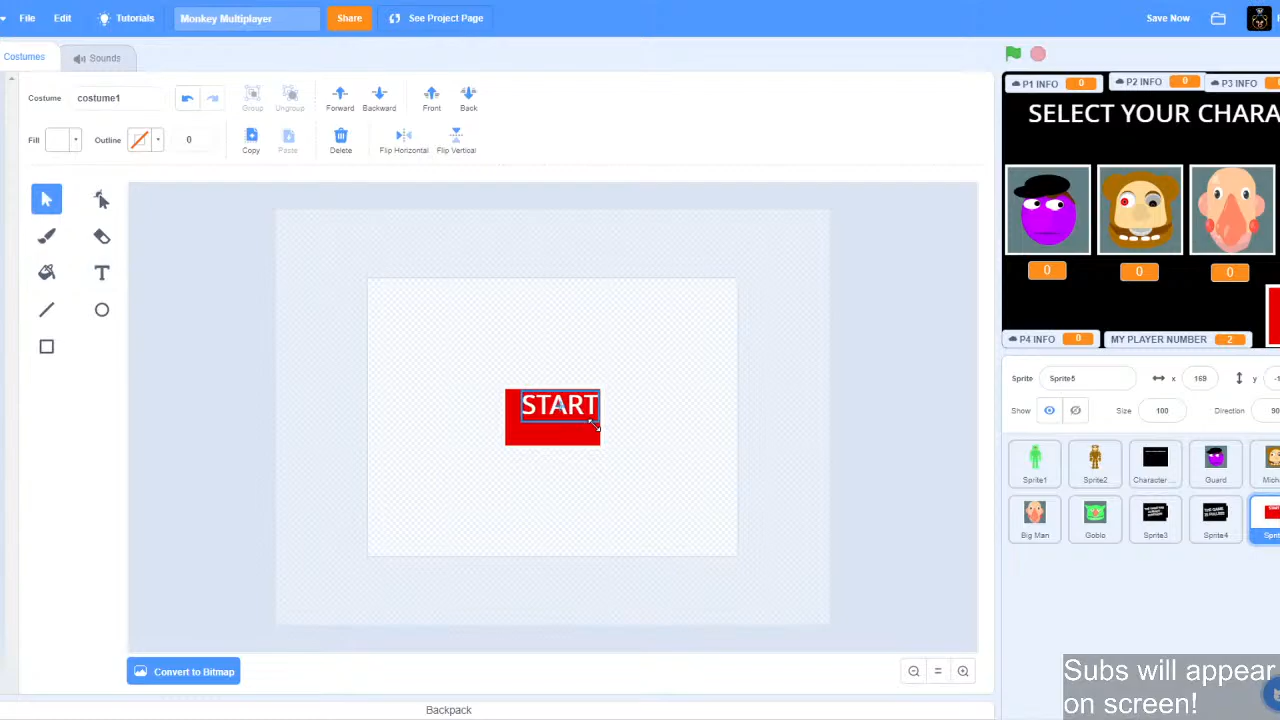 File Edit Tutorials Monkey Multiplayer Share See Project Page Save Now
Costumes Sounds
Costume costume1 Group Ungroup Forward Backward Front Back
Fill Outline 0 Copy Paste Delete Flip Horizontal Flip Vertical
START
Convert to Bitmap
Backpack
P1 INFO 0 P2 INFO 0 P3 INFO
SELECT YOUR CHARA
0 0 0
P4 INFO 0 MY PLAYER NUMBER 2
Sprite Sprite5 x 169 y
Show Size 100 Direction 90
Sprite1 Sprite2 Character ... Guard Mich
Big Man Goblo Sprite3 Sprite4 Sprit
Subs will appear
on screen!